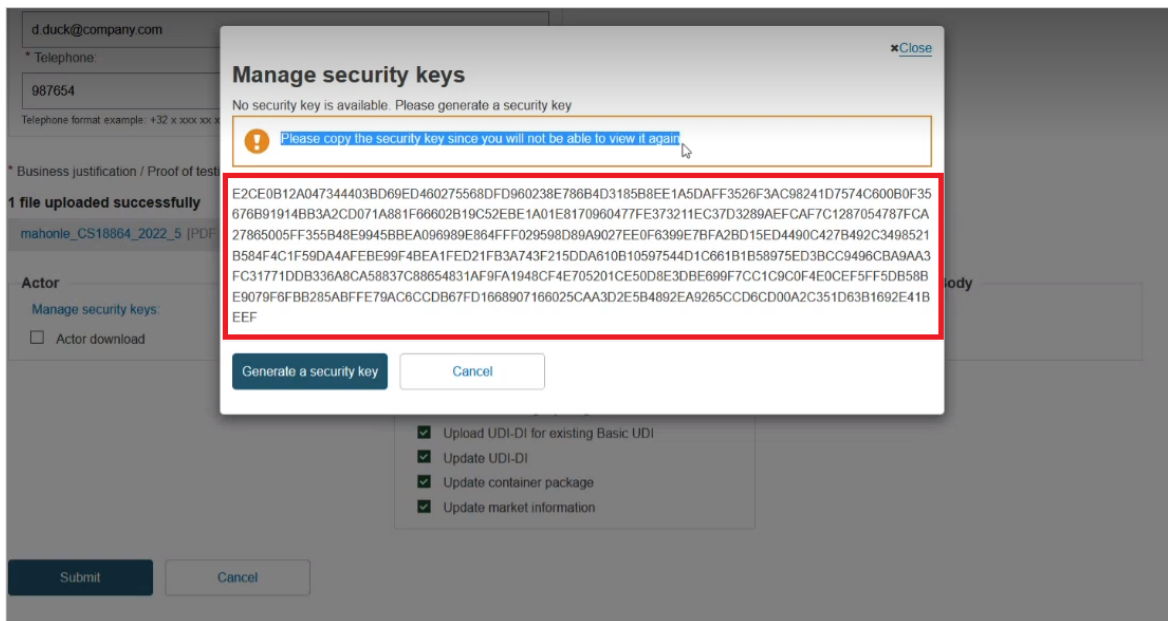 d.duck@company.com
* Telephone:
987654
Telephone format example: +32 x xxx xx x
* Business justification / Proof of testi
1 file uploaded successfully
mahonle_CS18864_2022_5 [PDF
Actor
Manage security keys:
Actor download
×Close
Manage security keys
No security key is available. Please generate a security key
Please copy the security key since you will not be able to view it again
E2CE0B12A047344403BD69ED460275568DFD960238E786B4D3185B8EE1A5DAFF3526F3AC98241D7574C600B0F35
676B91914BB3A2CD071A881F66602B19C52EBE1A01E8170960477FE373211EC37D3289AEFCAF7C1287054787FCA
27865005FF355B48E9945BBEA096989E864FFF029598D89A9027EE0F6399E7BFA2BD15ED4490C427B492C3498521
B584F4C1F59DA4AFEBE99F4BEA1FED21FB3A743F215DDA610B10597544D1C661B1B58975ED3BCC9496CBA9AA3
FC31771DDB336A8CA58837C88654831AF9FA1948CF4E705201CE50D8E3DBE699F7CC1C9C0F4E0CEF5FF5DB58B
E9079F6FBB285ABFFE79AC6CCDB67FD1668907166025CAA3D2E5B4892EA9265CCD6CD00A2C351D63B1692E41B
EEF
Generate a security key
Cancel
ody
Upload UDI-DI for existing Basic UDI
Update UDI-DI
Update container package
Update market information
Submit
Cancel